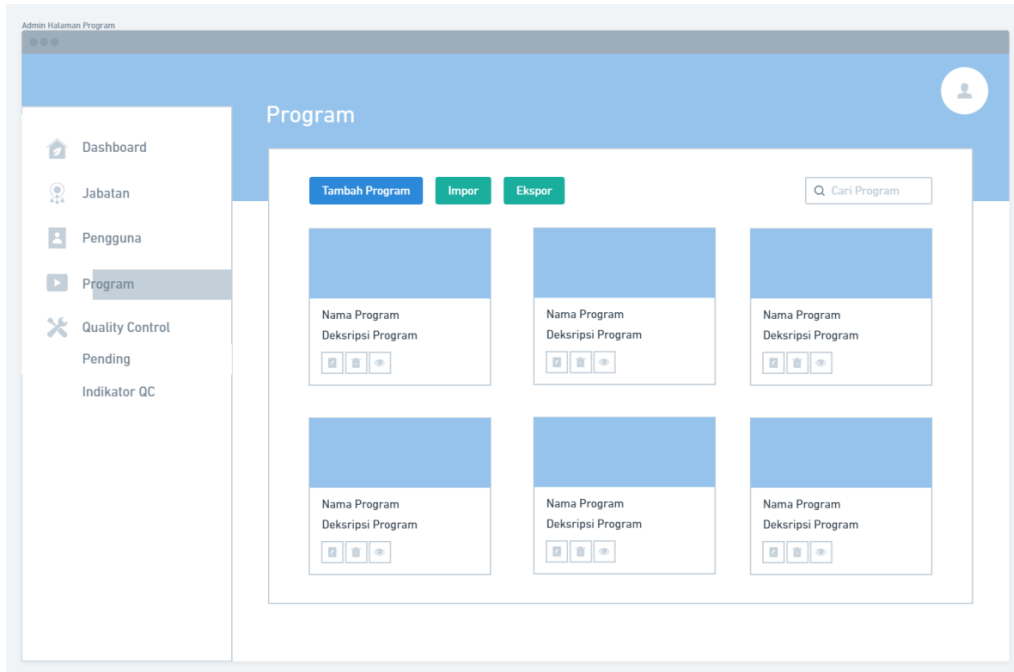 Admin Halaman Program
Program
Dashboard
Jabatan
Pengguna
Program
Quality Control
Pending
Indikator QC
Tambah Program
Impor
Ekspor
Cari Program
Nama Program
Deksripsi Program
Nama Program
Deksripsi Program
Nama Program
Deksripsi Program
Nama Program
Deksripsi Program
Nama Program
Deksripsi Program
Nama Program
Deksripsi Program